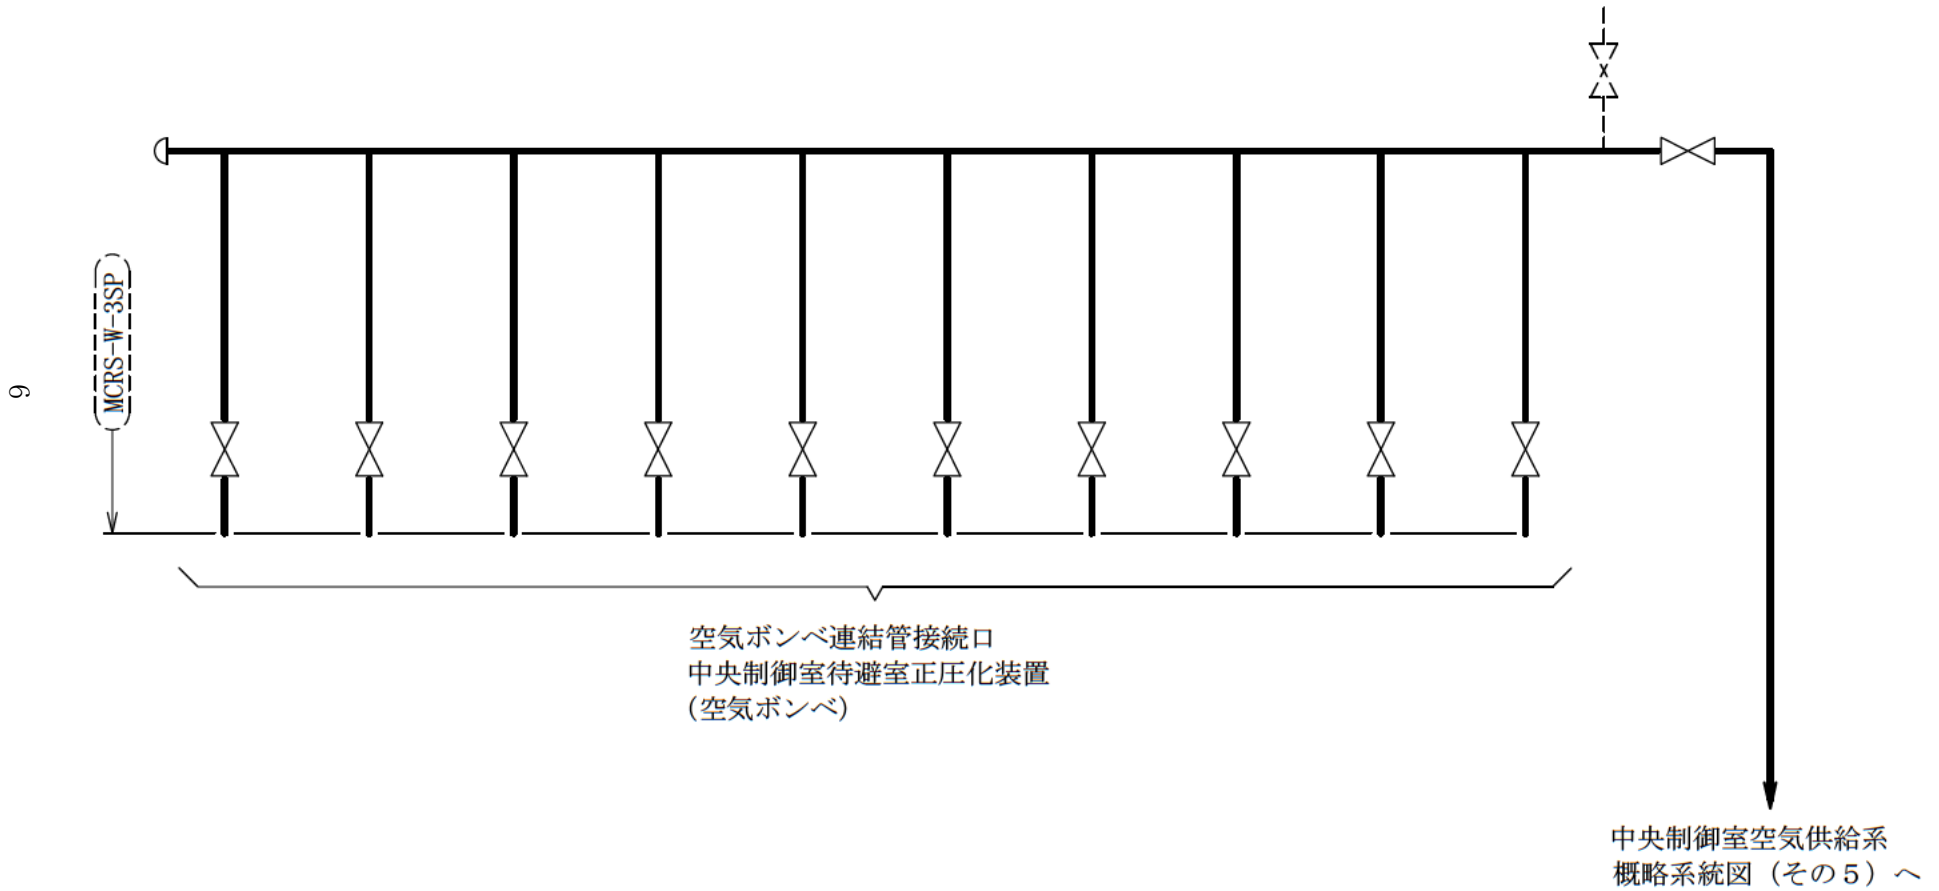 MCRS-W-3SP
9
空気ボンベ連結管接続口
中央制御室待避室正圧化装置
(空気ボンベ)
中央制御室空気供給系
概略系統図（その５）へ